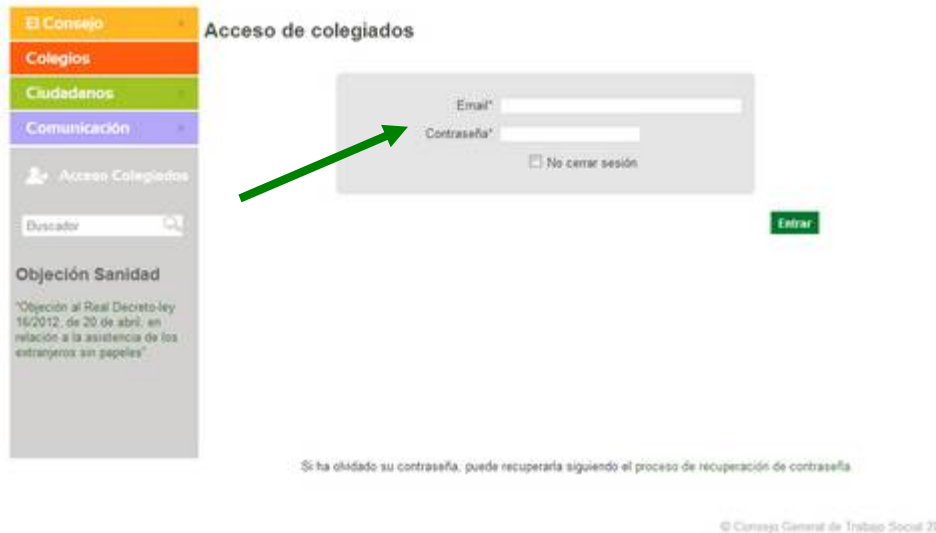 El Consejo
Colegios
Ciudadanos
Comunicación
Acceso Colegiados
Buscador
Objeción Sanidad
"Objeción al Real Decreto-ley
16/2012, de 20 de abril, en
relación a la asistencia de los
extranjeros sin papeles"
Acceso de colegiados
Email*
Contraseña*
No cerrar sesión
Entrar
Si ha olvidado su contraseña, puede recuperarla siguiendo el proceso de recuperación de contraseña.
© Consejo General de Trabajo Social